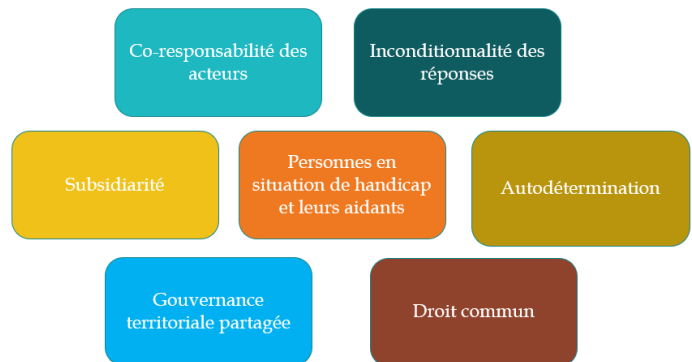 Co-responsabilité des
acteurs
Inconditionnalité des
réponses
Subsidiarité
Personnes en
situation de handicap
et leurs aidants
Autodétermination
Gouvernance
territoriale partagée
Droit commun